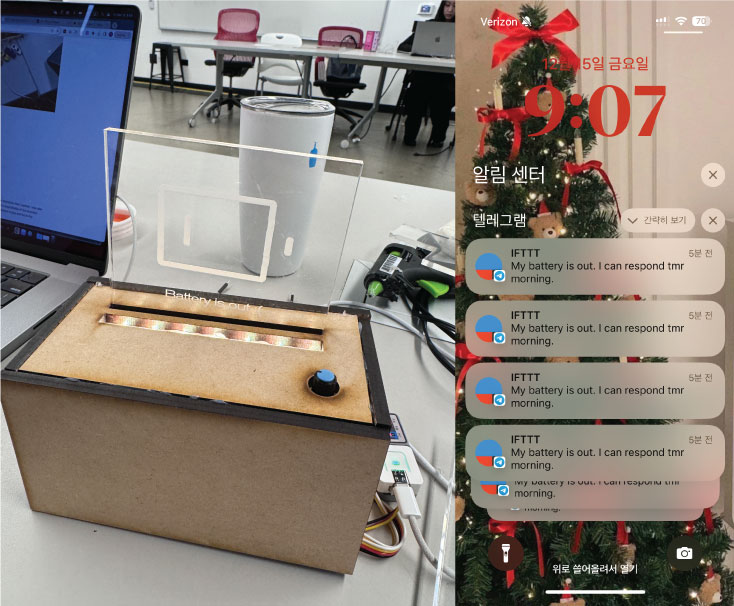 Battery is out :(
Verizon
70
12월 15일 금요일
9:07
알림 센터
텔레그램
간략히 보기
IFTTT
5분 전
My battery is out. I can respond tmr
morning.
IFTTT
5분 전
My battery is out. I can respond tmr
morning.
IFTTT
5분 전
My battery is out. I can respond tmr
morning.
IFTTT
5분 전
My battery is out. I can respond tmr
morning.
My battery is out. I can respond tmr
morning.
morning.
위로 쓸어올려서 열기